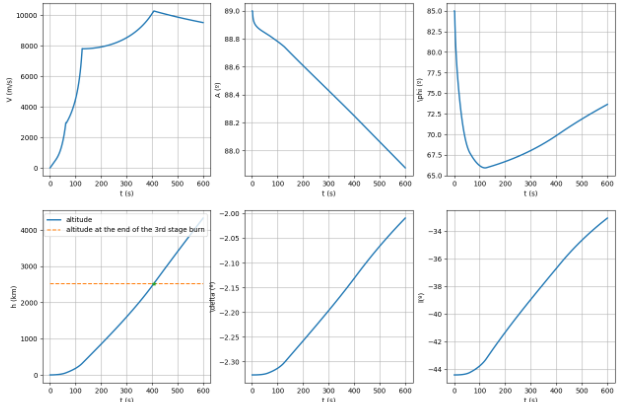 V (m/s)
10000
8000
6000
4000
2000
0
0 100 200 300 400 500 600
t (s)
A (º)
89.0
88.8
88.6
88.4
88.2
88.0
0 100 200 300 400 500 600
t (s)
\phi (º)
85.0
82.5
80.0
77.5
75.0
72.5
70.0
67.5
65.0
0 100 200 300 400 500 600
t (s)
h (km)
4000
3000
2000
1000
0
altitude
altitude at the end of the 3rd stage burn
0 100 200 300 400 500 600
t (s)
\delta (º)
−2.00
−2.05
−2.10
−2.15
−2.20
−2.25
−2.30
0 100 200 300 400 500 600
t (s)
l(º)
−34
−36
−38
−40
−42
−44
0 100 200 300 400 500 600
t (s)